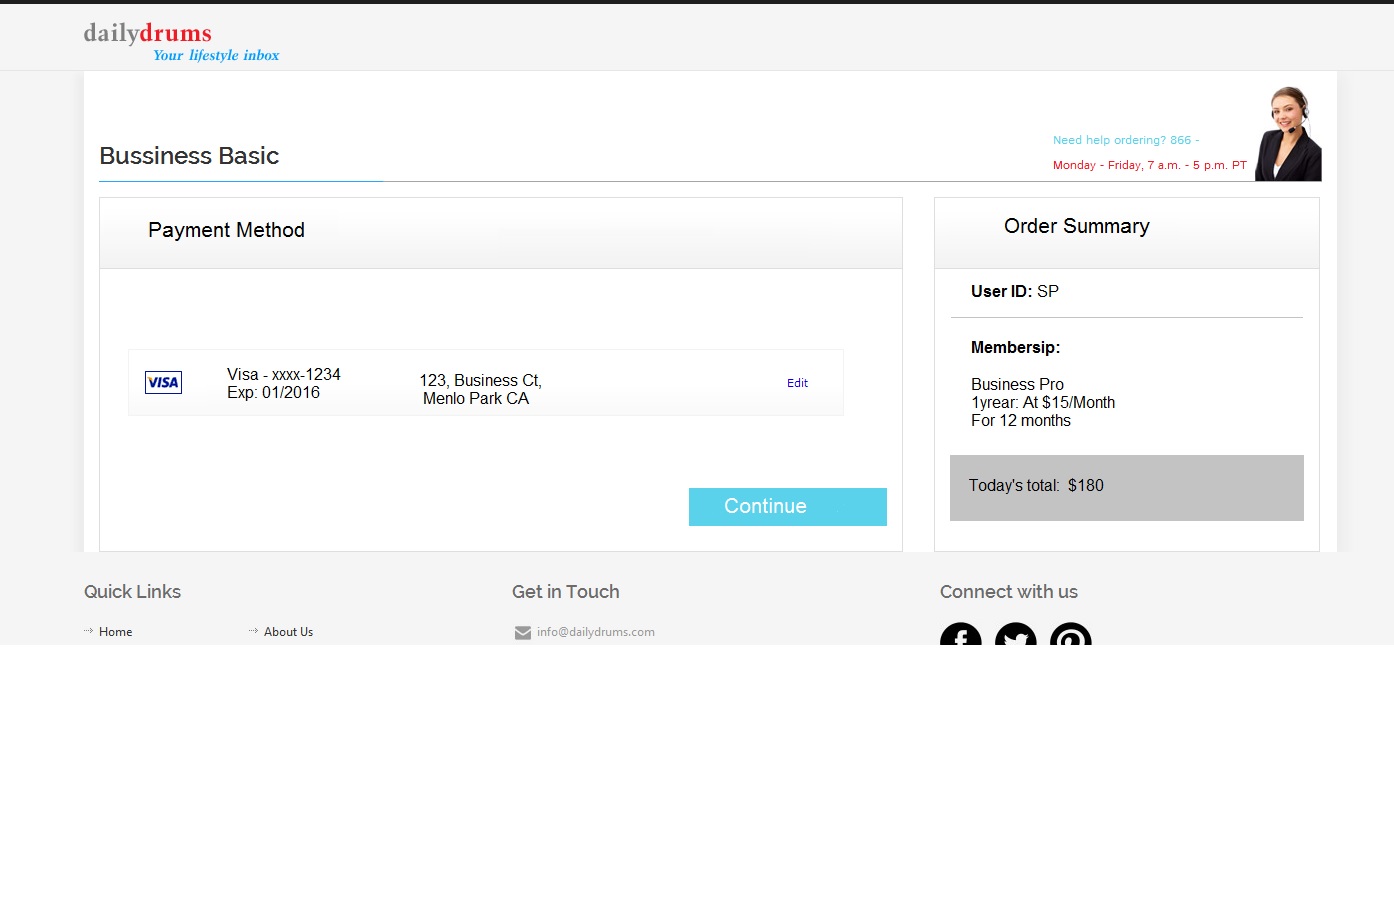 dailydrums
Your lifestyle inbox
Bussiness Basic
Need help ordering? 866 -
Monday - Friday, 7 a.m. - 5 p.m. PT
Payment Method
VISA
Visa - xxxx-1234
Exp: 01/2016
123, Business Ct,
Menlo Park CA
Edit
Continue
Order Summary
User ID: SP
Membersip:
Business Pro
1yrear: At $15/Month
For 12 months
Today's total: $180
Quick Links
Home
About Us
Get in Touch
info@dailydrums.com
Connect with us